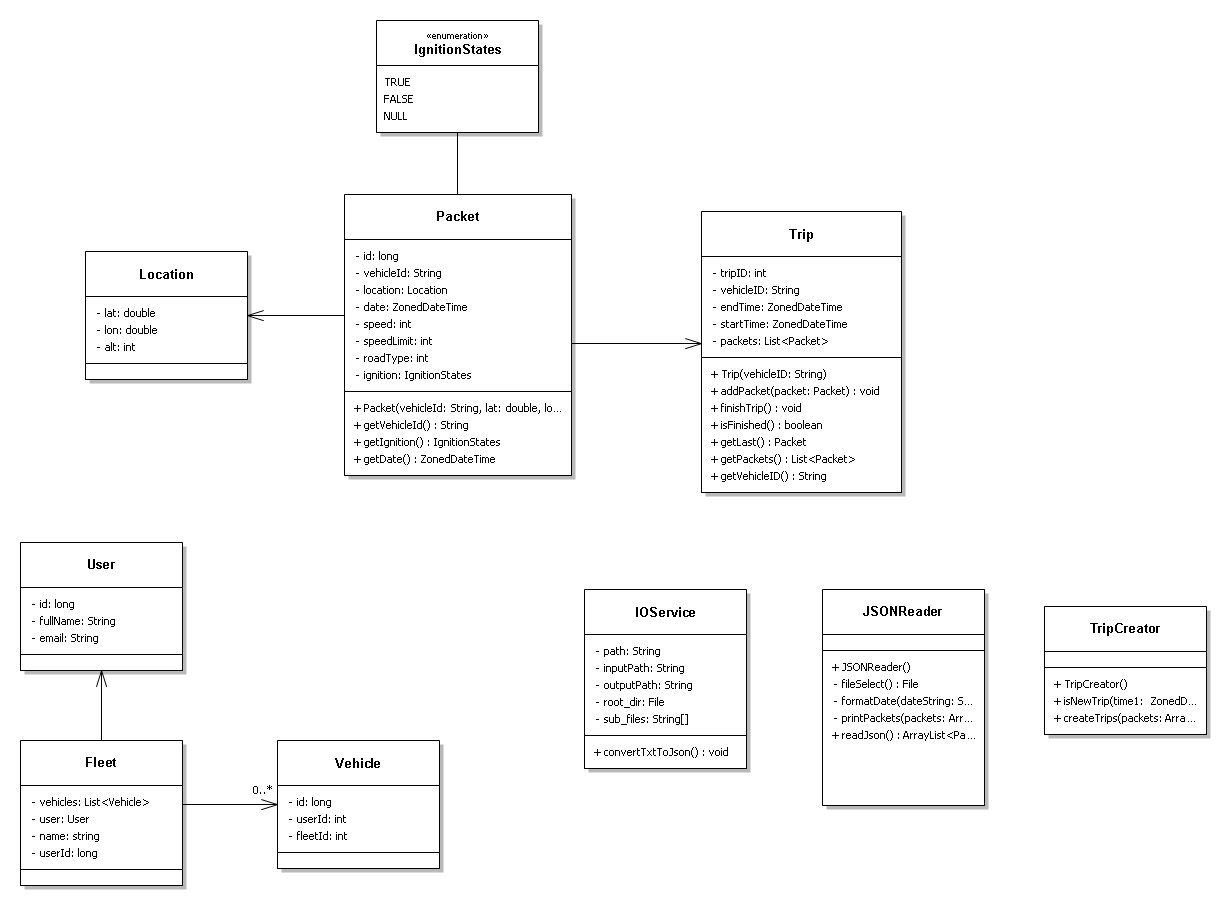 «enumeration»
IgnitionStates
TRUE
FALSE
NULL
Packet
- id: long
- vehicleId: String
- location: Location
- date: ZonedDateTime
- speed: int
- speedLimit: int
- roadType: int
- ignition: IgnitionStates
+ Packet(vehicleId: String, lat: double, lo...
+ getVehicleId() : String
+ getIgnition() : IgnitionStates
+ getDate() : ZonedDateTime
Location
- lat: double
- lon: double
- alt: int
Trip
- tripID: int
- vehicleID: String
- endTime: ZonedDateTime
- startTime: ZonedDateTime
- packets: List<Packet>
+ Trip(vehicleID: String)
+ addPacket(packet: Packet) : void
+ finishTrip() : void
+ isFinished() : boolean
+ getLast() : Packet
+ getPackets() : List<Packet>
+ getVehicleID() : String
User
- id: long
- fullName: String
- email: String
Fleet
- vehicles: List<Vehicle>
- user: User
- name: string
- userId: long
0..*
Vehicle
- id: long
- userId: int
- fleetId: int
IOService
- path: String
- inputPath: String
- outputPath: String
- root_dir: File
- sub_files: String[]
+ convertTxtToJson() : void
JSONReader
+ JSONReader()
- fileSelect() : File
- formatDate(dateString: S...
- printPackets(packets: Arr...
+ readJson() : ArrayList<Pa...
TripCreator
+ TripCreator()
+ isNewTrip(time1: ZonedD...
+ createTrips(packets: Arra...